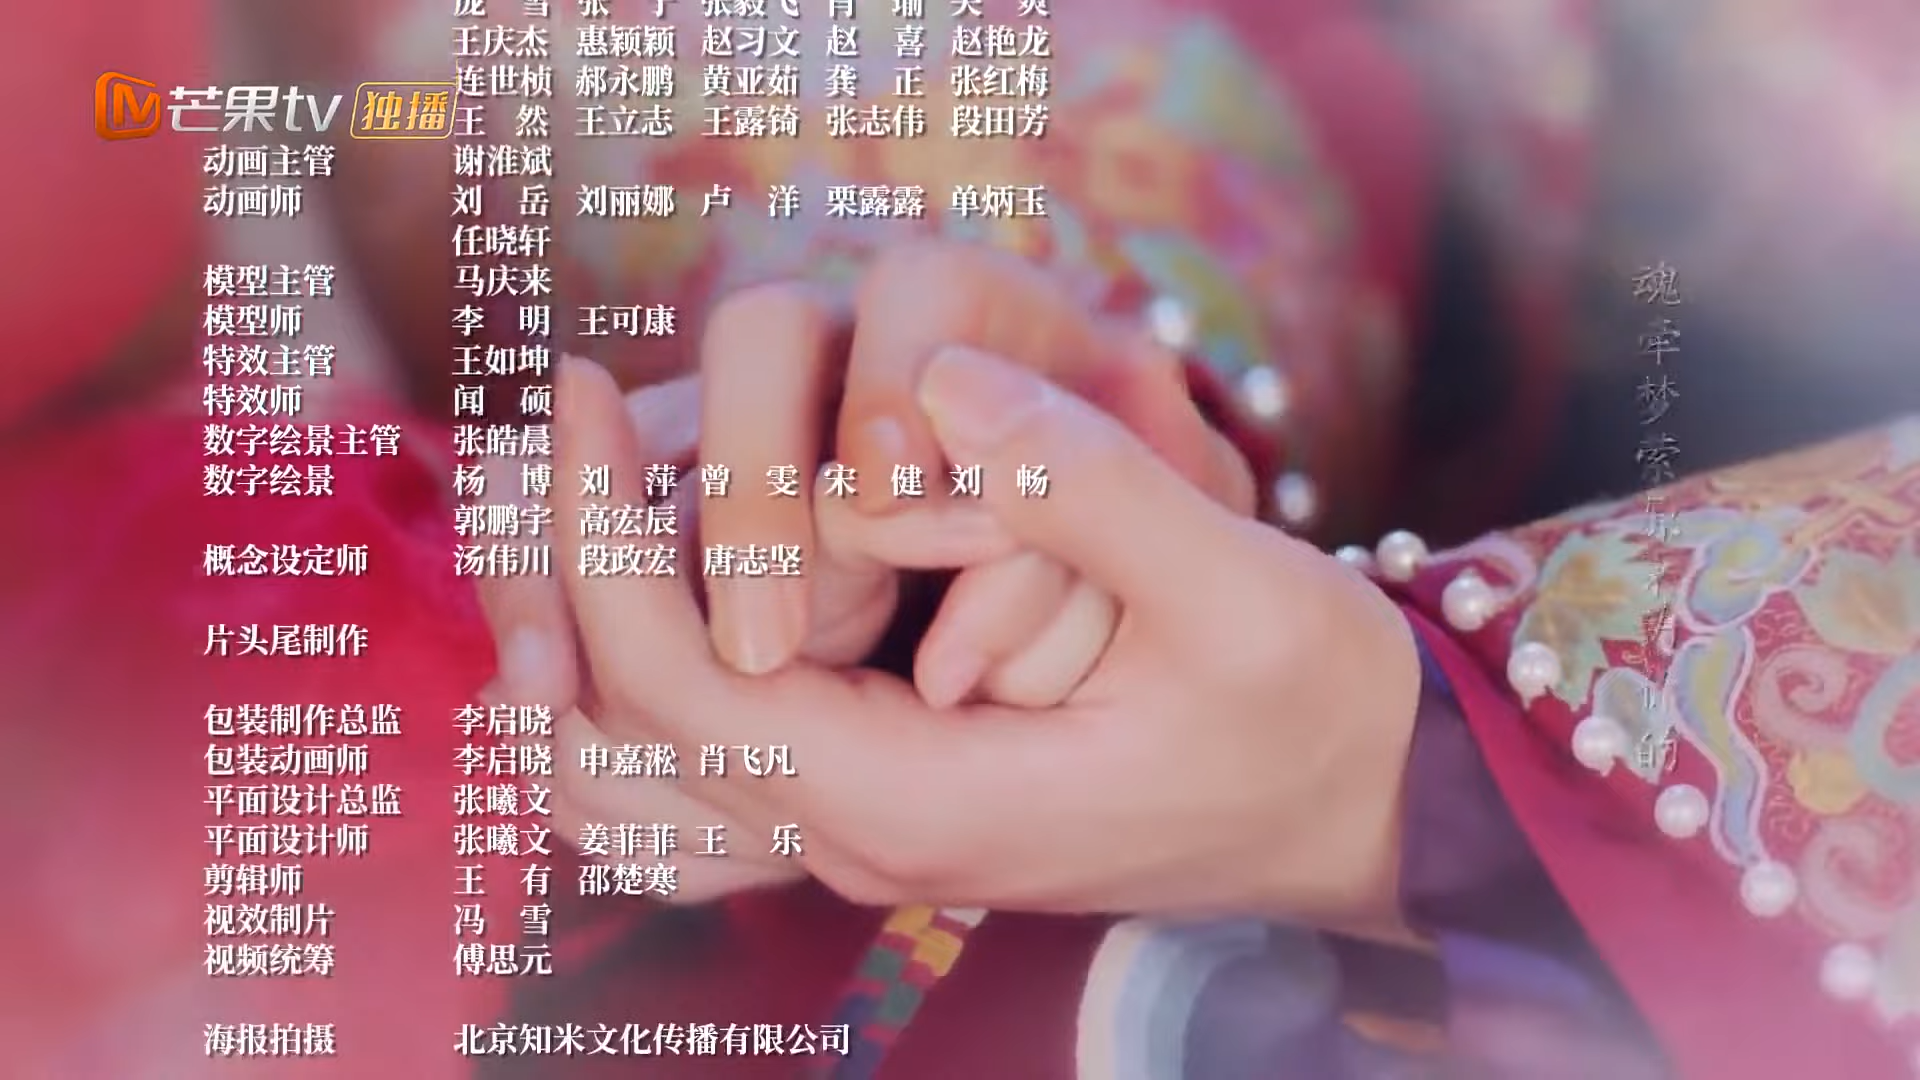 王庆杰 惠颖颖 赵习文 赵 喜 赵艳龙
芒果tv 独播
连世桢 郝永鹏 黄亚茹 龚 正 张红梅
王 然 王立志 王露锜 张志伟 段田芳
动画主管 谢淮斌
动画师 刘 岳 刘丽娜 卢 洋 栗露露 单炳玉
任晓轩
模型主管 马庆来
模型师 李 明 王可康
特效主管 王如坤
特效师 闻 硕
数字绘景主管 张皓晨
数字绘景 杨 博 刘 萍 曾 雯 宋 健 刘 畅
郭鹏宇 高宏辰
概念设定师 汤伟川 段政宏 唐志坚
片头尾制作
包装制作总监 李启晓
包装动画师 李启晓 申嘉淞 肖飞凡
平面设计总监 张曦文
平面设计师 张曦文 姜菲菲 王 乐
剪辑师 王 有 邵楚寒
视效制片 冯 雪
视频统筹 傅思元
海报拍摄 北京知米文化传播有限公司
魂牵梦萦
的